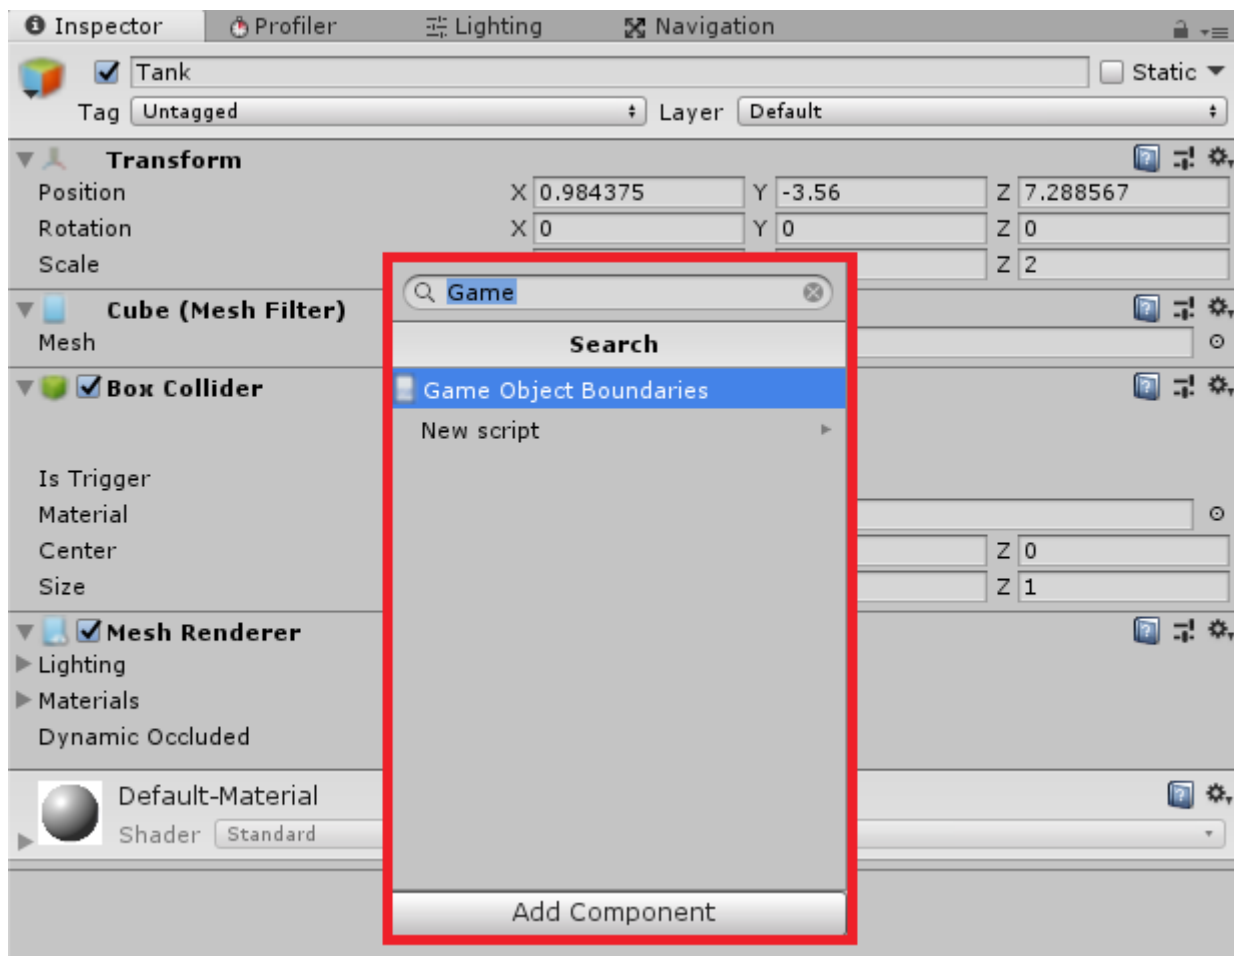 Inspector Profiler Lighting Navigation
Tank Static
Tag Untagged Layer Default
Transform
Position X 0.984375 Y -3.56 Z 7.288567
Rotation X 0 Y 0 Z 0
Scale Z 2
Game
Cube (Mesh Filter)
Mesh
Search
Box Collider
Game Object Boundaries
New script
Is Trigger
Material
Center Z 0
Size Z 1
Mesh Renderer
Lighting
Materials
Dynamic Occluded
Default-Material
Shader Standard
Add Component